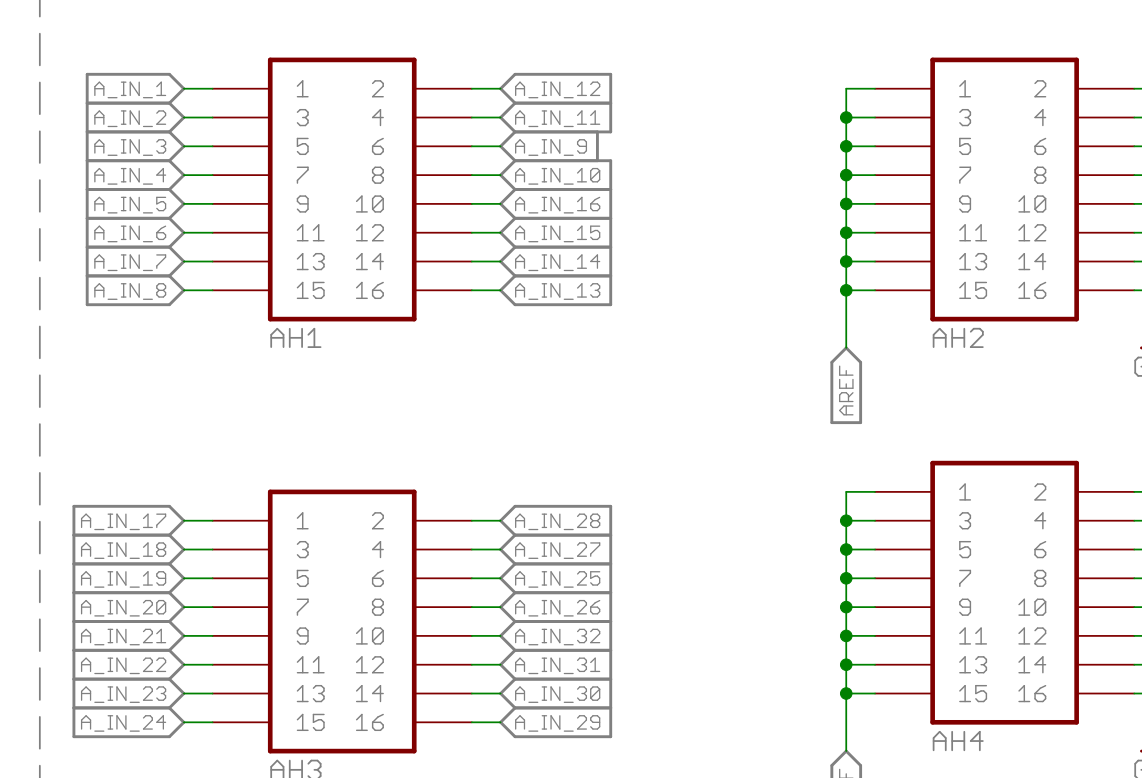 A_IN_1 1 2 A_IN_12 1 2
A_IN_2 3 4 A_IN_11 3 4
A_IN_3 5 6 A_IN_9 5 6
A_IN_4 7 8 A_IN_10 7 8
A_IN_5 9 10 A_IN_16 9 10
A_IN_6 11 12 A_IN_15 11 12
A_IN_7 13 14 A_IN_14 13 14
A_IN_8 15 16 A_IN_13 15 16
AH1 AH2
AREF
A_IN_17 1 2 A_IN_28 1 2
A_IN_18 3 4 A_IN_27 3 4
A_IN_19 5 6 A_IN_25 5 6
A_IN_20 7 8 A_IN_26 7 8
A_IN_21 9 10 A_IN_32 9 10
A_IN_22 11 12 A_IN_31 11 12
A_IN_23 13 14 A_IN_30 13 14
A_IN_24 15 16 A_IN_29 15 16
AH3 AH4